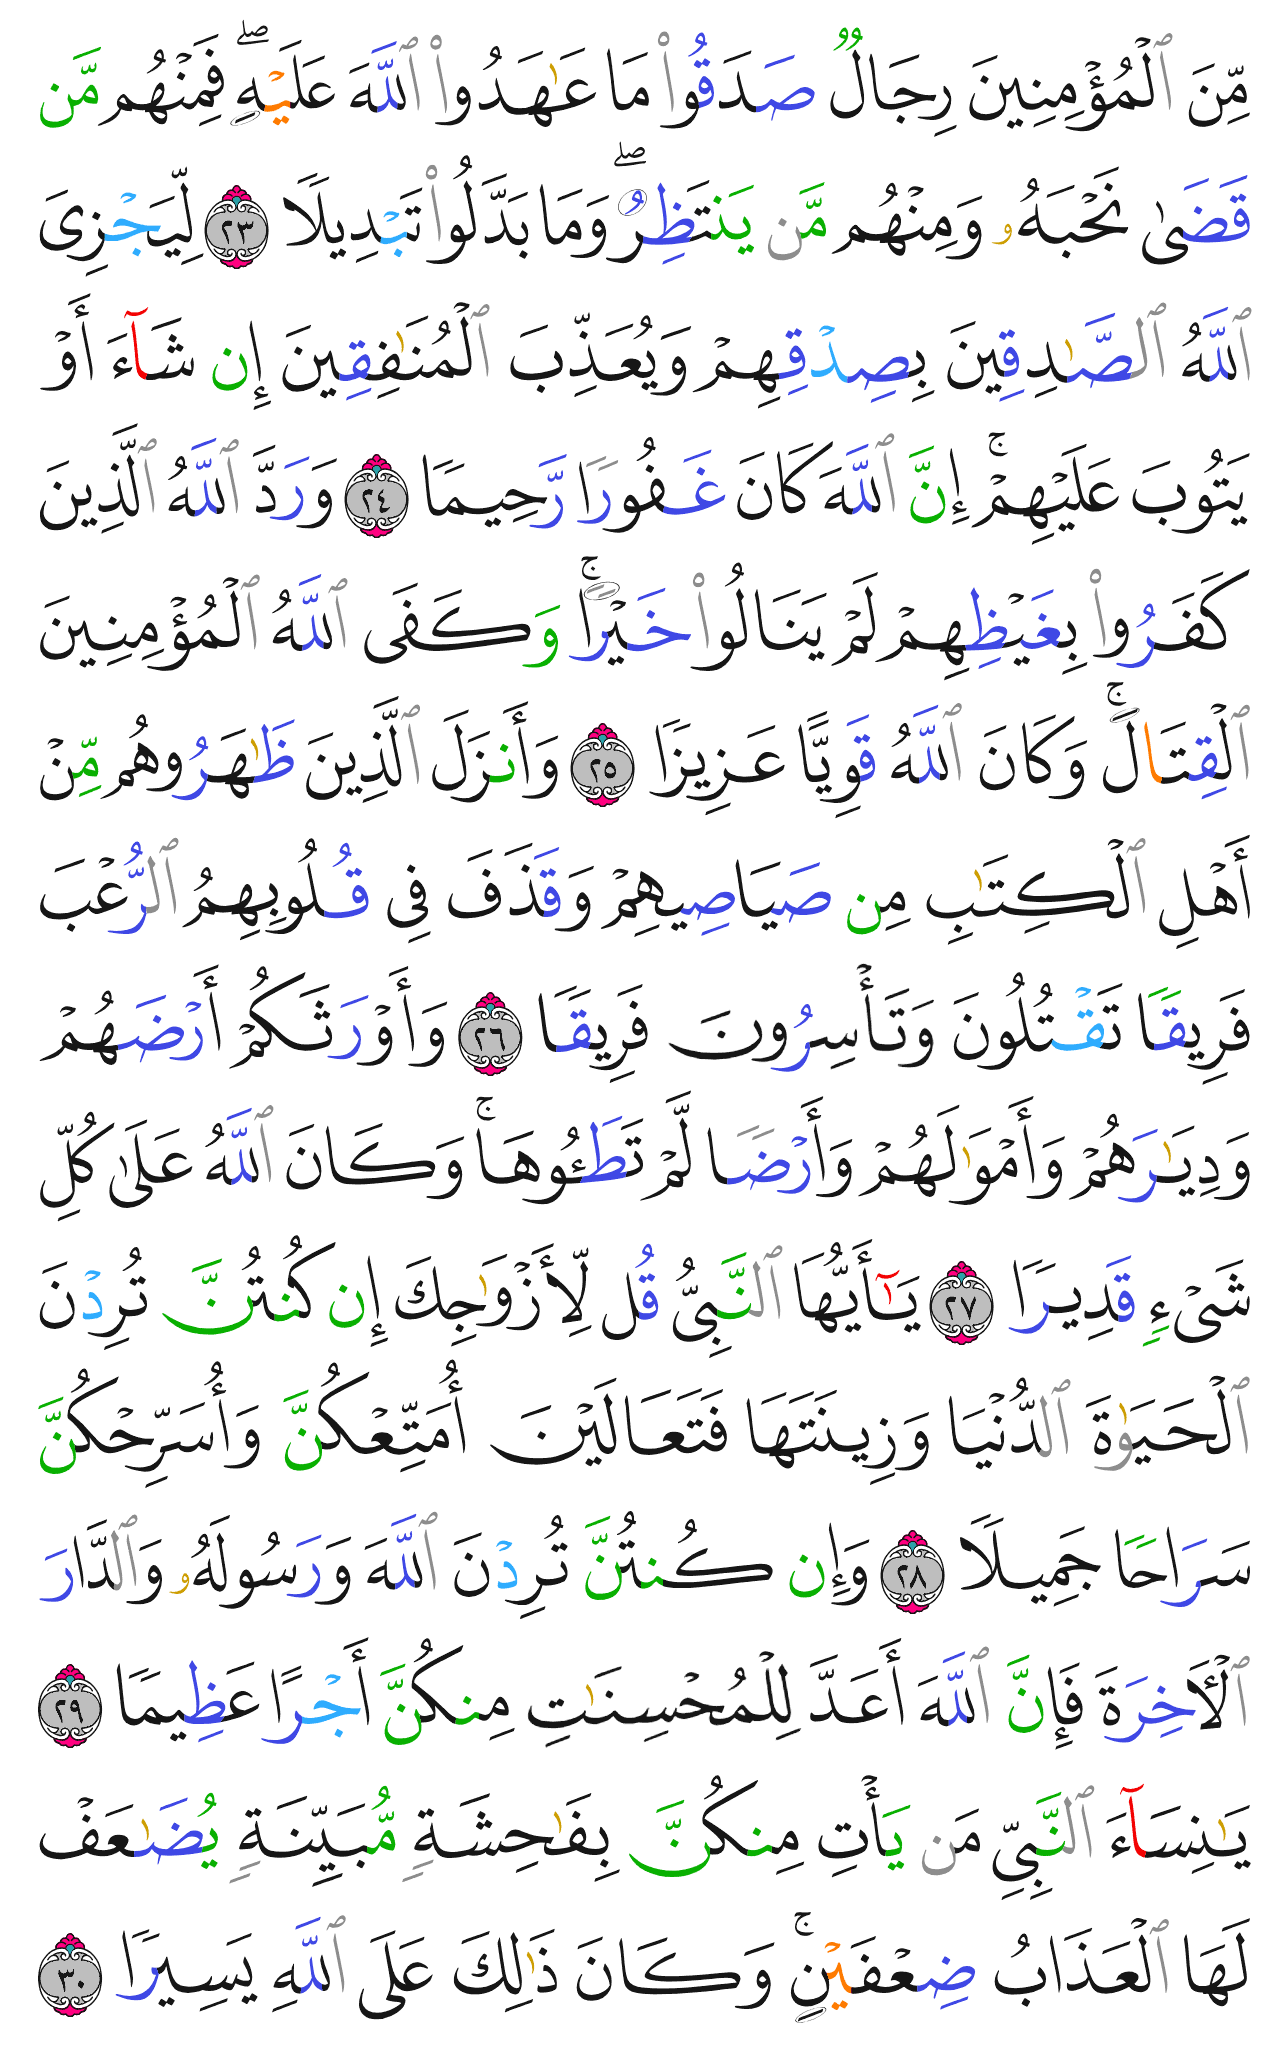 مِّنَ ٱلْمُؤْمِنِينَ رِجَالٌ صَدَقُوا۟ مَا عَـٰهَدُوا۟ ٱللَّهَ عَلَيْهِ ۖ فَمِنْهُم مَّن
قَضَىٰ نَحْبَهُۥ وَمِنْهُم مَّن يَنتَظِرُ ۖ وَمَا بَدَّلُوا۟ تَبْدِيلًا ٢٣ لِّيَجْزِىَ
ٱللَّهُ ٱلصَّـٰدِقِينَ بِصِدْقِهِمْ وَيُعَذِّبَ ٱلْمُنَـٰفِقِينَ إِن شَآءَ أَوْ
يَتُوبَ عَلَيْهِمْ ۚ إِنَّ ٱللَّهَ كَانَ غَفُورًا رَّحِيمًا ٢٤ وَرَدَّ ٱللَّهُ ٱلَّذِينَ
كَفَرُوا۟ بِغَيْظِهِمْ لَمْ يَنَالُوا۟ خَيْرًا ۚ وَكَفَى ٱللَّهُ ٱلْمُؤْمِنِينَ
ٱلْقِتَالَ ۚ وَكَانَ ٱللَّهُ قَوِيًّا عَزِيزًا ٢٥ وَأَنزَلَ ٱلَّذِينَ ظَـٰهَرُوهُم مِّنْ
أَهْلِ ٱلْكِتَـٰبِ مِن صَيَاصِيهِمْ وَقَذَفَ فِى قُلُوبِهِمُ ٱلرُّعْبَ
فَرِيقًا تَقْتُلُونَ وَتَأْسِرُونَ فَرِيقًا ٢٦ وَأَوْرَثَكُمْ أَرْضَهُمْ
وَدِيَـٰرَهُمْ وَأَمْوَٰلَهُمْ وَأَرْضًا لَّمْ تَطَـُٔوهَا ۚ وَكَانَ ٱللَّهُ عَلَىٰ كُلِّ
شَىْءٍ قَدِيرًا ٢٧ يَـٰٓأَيُّهَا ٱلنَّبِىُّ قُل لِّأَزْوَٰجِكَ إِن كُنتُنَّ تُرِدْنَ
ٱلْحَيَوٰةَ ٱلدُّنْيَا وَزِينَتَهَا فَتَعَالَيْنَ أُمَتِّعْكُنَّ وَأُسَرِّحْكُنَّ
سَرَاحًا جَمِيلًا ٢٨ وَإِن كُنتُنَّ تُرِدْنَ ٱللَّهَ وَرَسُولَهُۥ وَٱلدَّارَ
ٱلْـَٔاخِرَةَ فَإِنَّ ٱللَّهَ أَعَدَّ لِلْمُحْسِنَـٰتِ مِنكُنَّ أَجْرًا عَظِيمًا ٢٩
يَـٰنِسَآءَ ٱلنَّبِىِّ مَن يَأْتِ مِنكُنَّ بِفَـٰحِشَةٍ مُّبَيِّنَةٍ يُضَـٰعَفْ
لَهَا ٱلْعَذَابُ ضِعْفَيْنِ ۚ وَكَانَ ذَٰلِكَ عَلَى ٱللَّهِ يَسِيرًا ٣٠